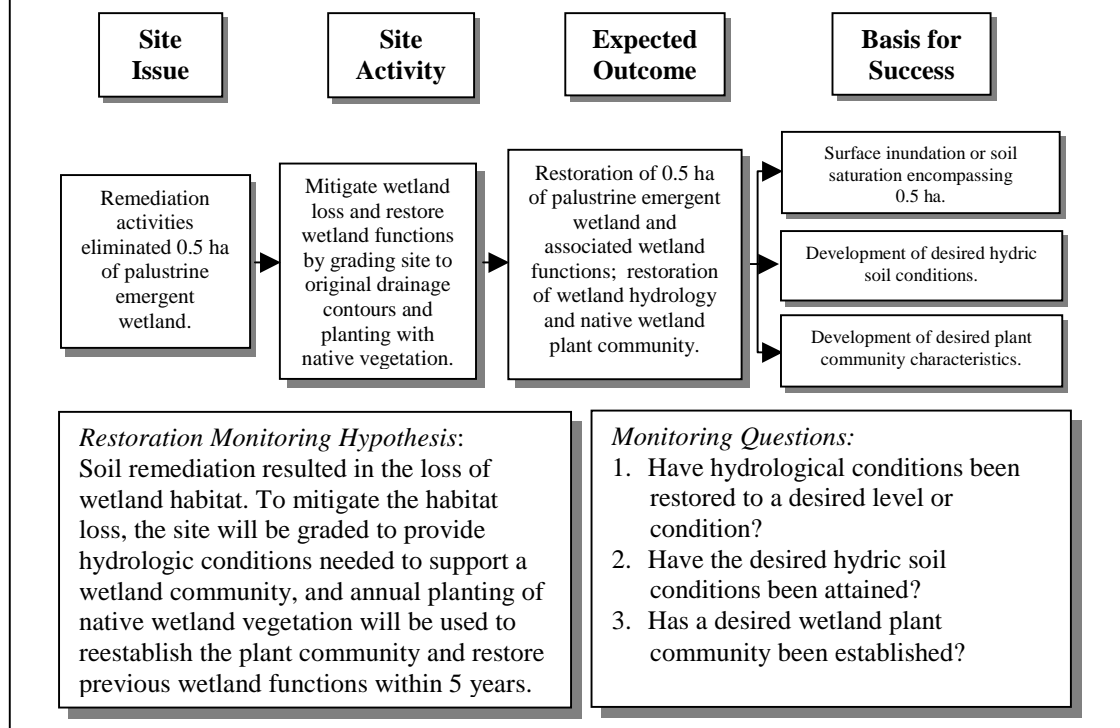 Site
Issue
Site
Activity
Expected
Outcome
Basis for
Success
Remediation
activities
eliminated 0.5 ha
of palustrine
emergent
wetland.
Mitigate wetland
loss and restore
wetland functions
by grading site to
original drainage
contours and
planting with
native vegetation.
Restoration of 0.5 ha
of palustrine emergent
wetland and
associated wetland
functions; restoration
of wetland hydrology
and native wetland
plant community.
Surface inundation or soil
saturation encompassing
0.5 ha.
Development of desired hydric
soil conditions.
Development of desired plant
community characteristics.
Restoration Monitoring Hypothesis:
Soil remediation resulted in the loss of
wetland habitat. To mitigate the habitat
loss, the site will be graded to provide
hydrologic conditions needed to support a
wetland community, and annual planting of
native wetland vegetation will be used to
reestablish the plant community and restore
previous wetland functions within 5 years.
Monitoring Questions:
1. Have hydrological conditions been
restored to a desired level or
condition?
2. Have the desired hydric soil
conditions been attained?
3. Has a desired wetland plant
community been established?